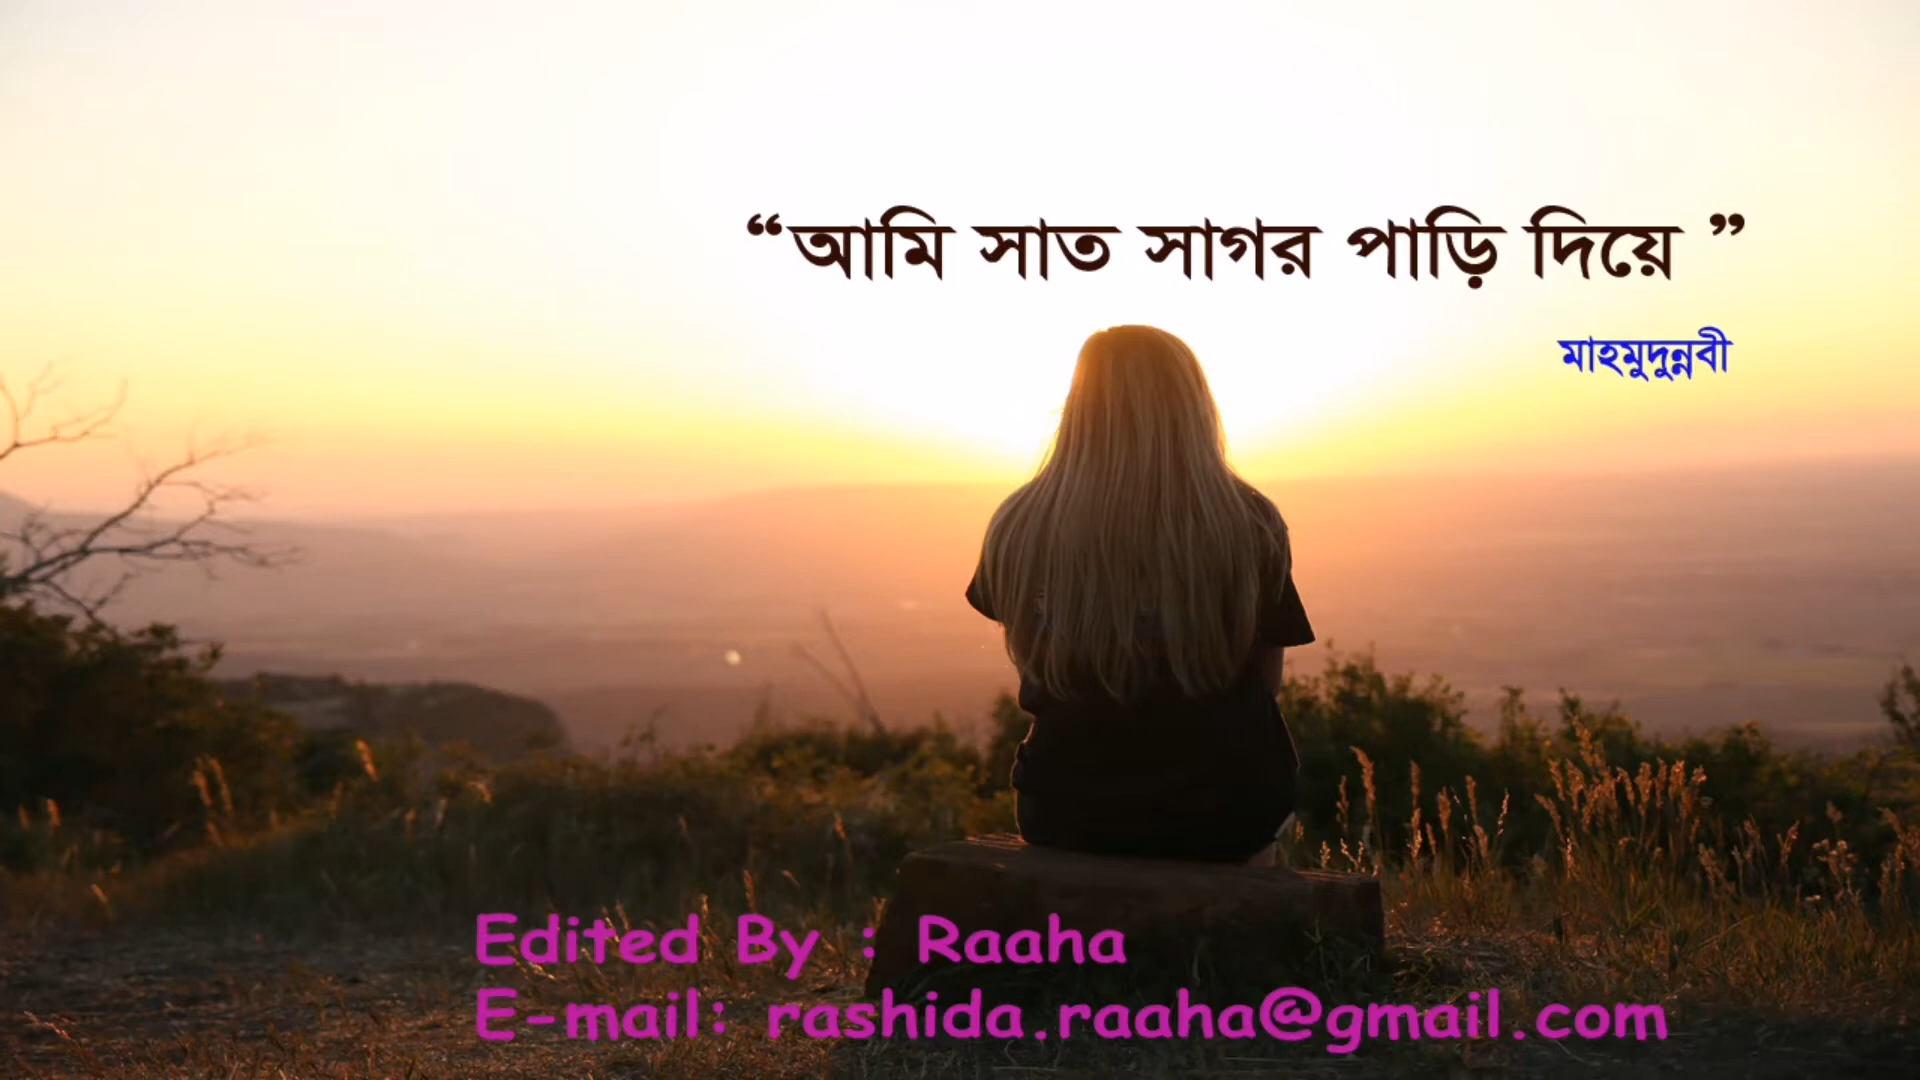 “আমি সাত সাগর পাড়ি দিয়ে ”
মাহমুদুন্নবী
Edited By : Raaha
E-mail: rashida.raaha@gmail.com